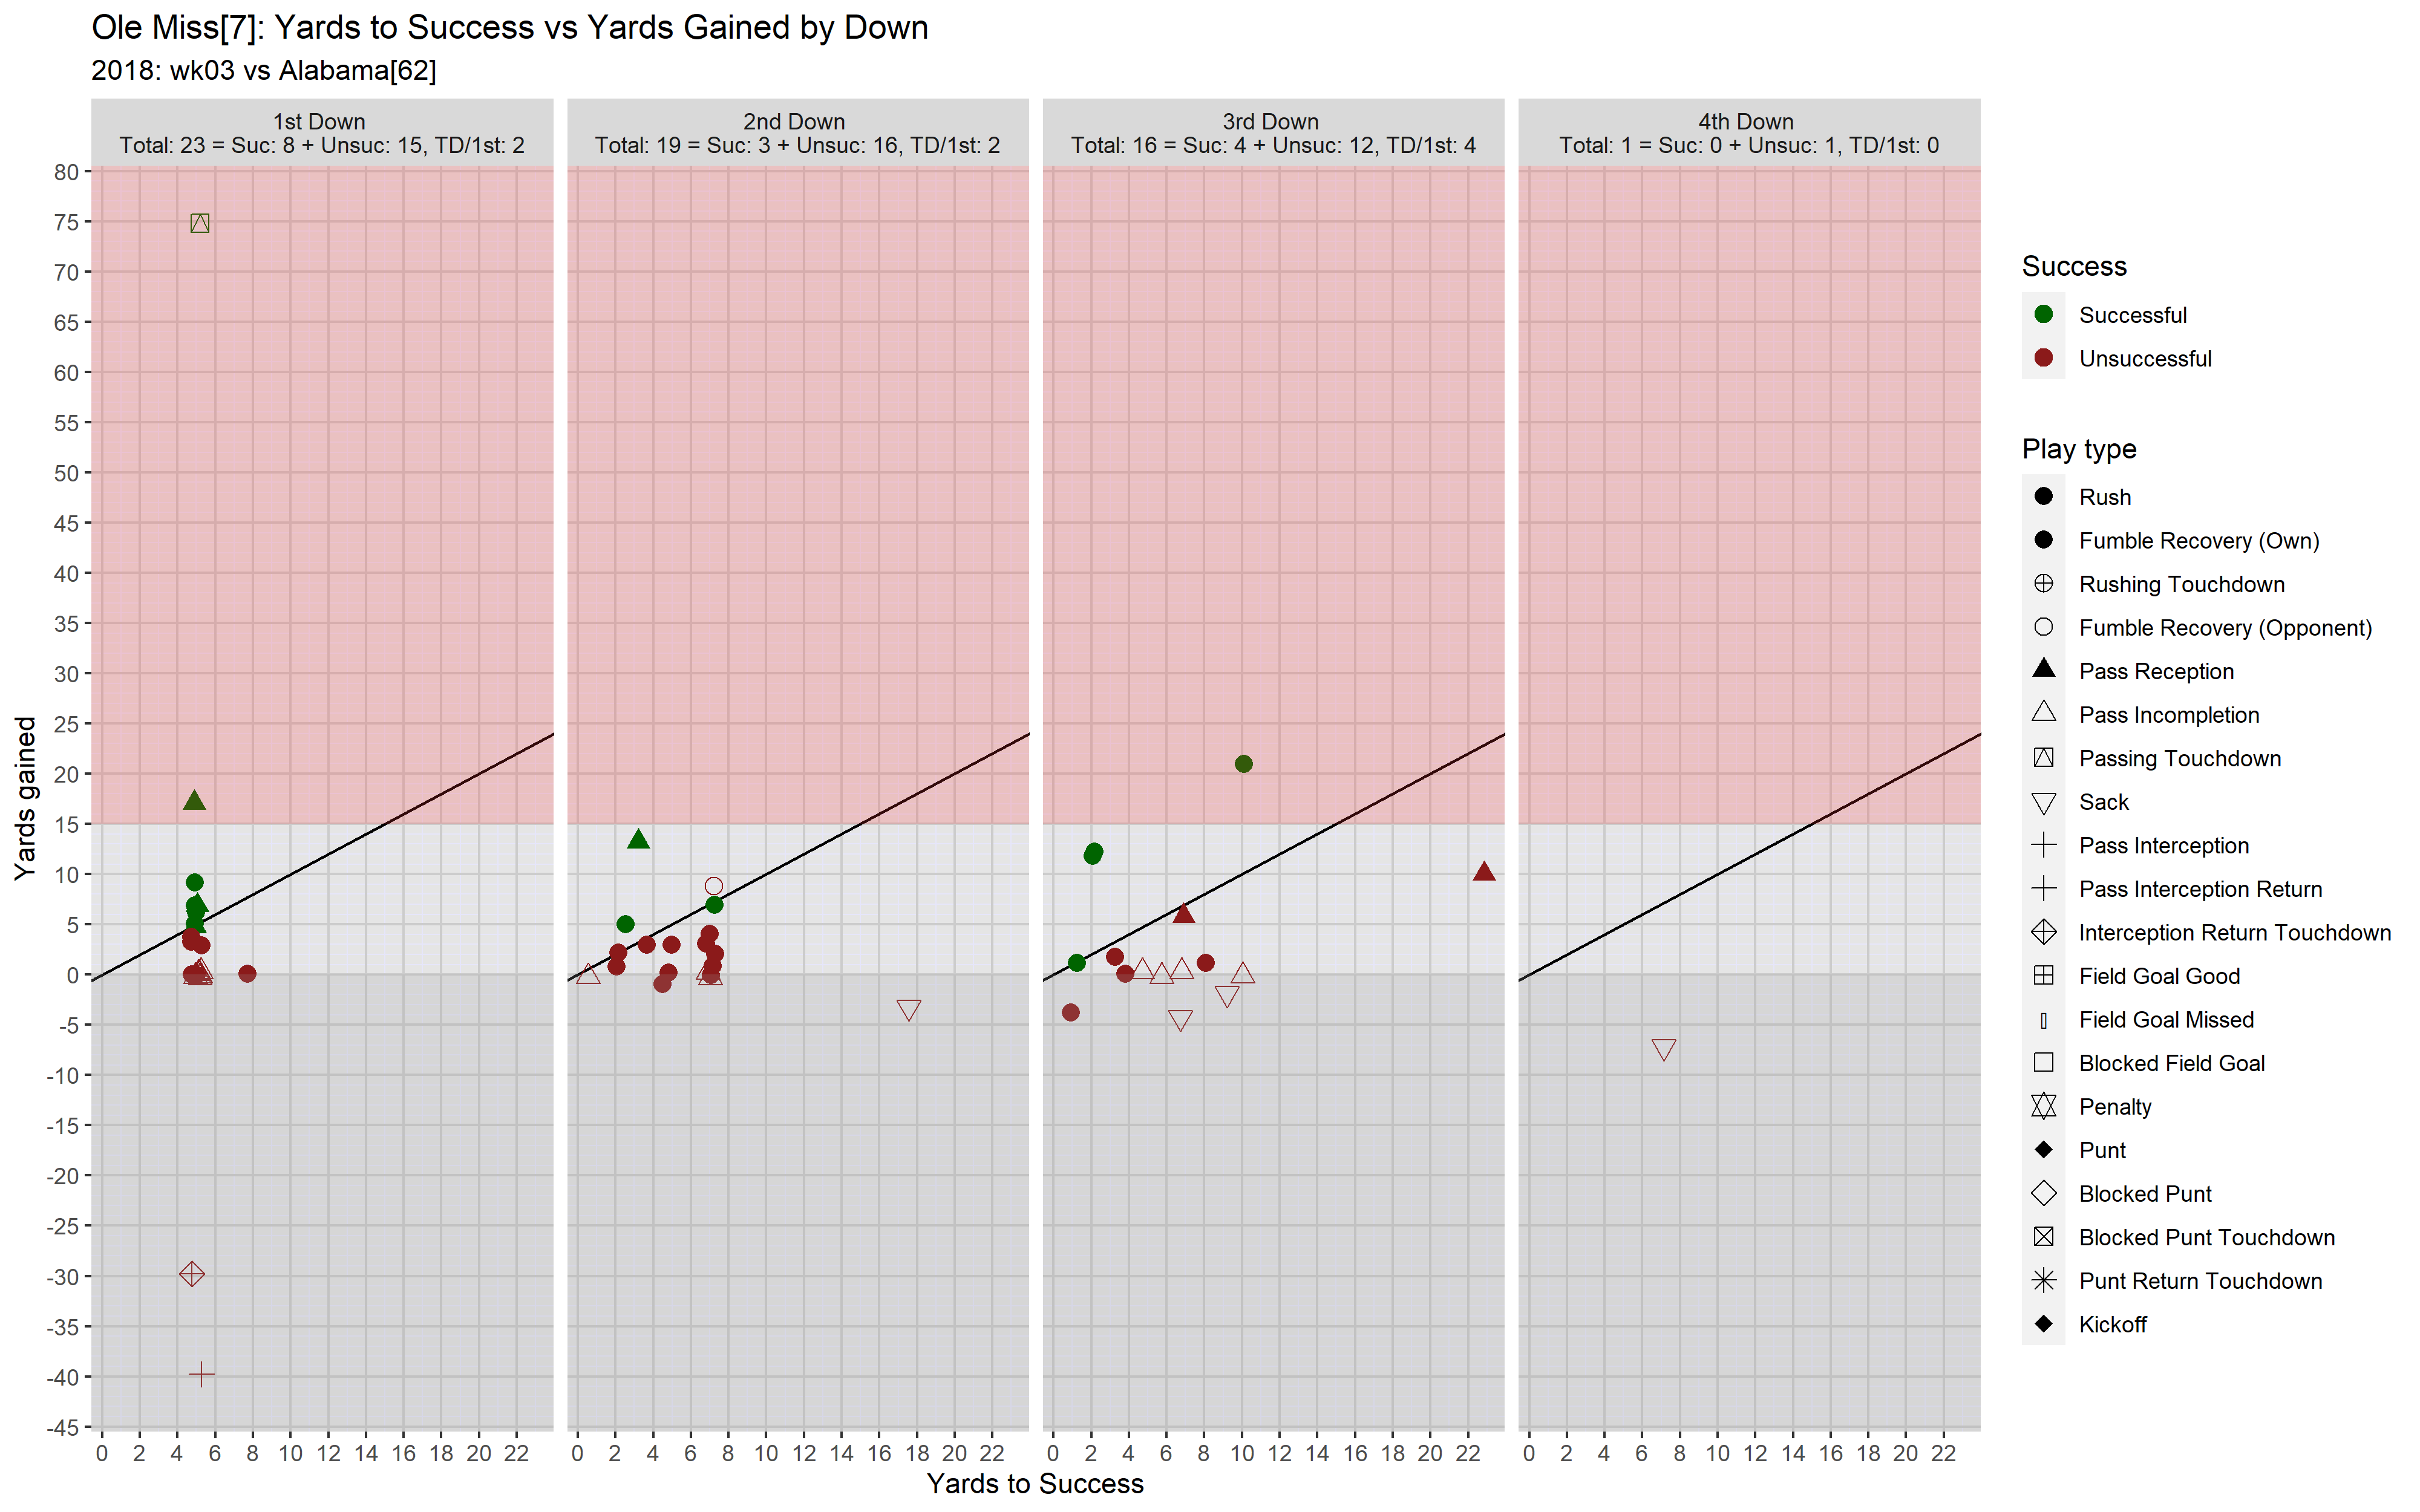 Ole Miss[7]: Yards to Success vs Yards Gained by Down
2018: wk03 vs Alabama[62]
1st Down
Total: 23 = Suc: 8 + Unsuc: 15, TD/1st: 2
2nd Down
Total: 19 = Suc: 3 + Unsuc: 16, TD/1st: 2
3rd Down
Total: 16 = Suc: 4 + Unsuc: 12, TD/1st: 4
4th Down
Total: 1 = Suc: 0 + Unsuc: 1, TD/1st: 0
Yards gained
80
75
70
65
60
55
50
45
40
35
30
25
20
15
10
5
0
-5
-10
-15
-20
-25
-30
-35
-40
-45
0 2 4 6 8 10 12 14 16 18 20 22
0 2 4 6 8 10 12 14 16 18 20 22
0 2 4 6 8 10 12 14 16 18 20 22
0 2 4 6 8 10 12 14 16 18 20 22
Yards to Success
Success
Successful
Unsuccessful
Play type
Rush
Fumble Recovery (Own)
Rushing Touchdown
Fumble Recovery (Opponent)
Pass Reception
Pass Incompletion
Passing Touchdown
Sack
Pass Interception
Pass Interception Return
Interception Return Touchdown
Field Goal Good
Field Goal Missed
Blocked Field Goal
Penalty
Punt
Blocked Punt
Blocked Punt Touchdown
Punt Return Touchdown
Kickoff